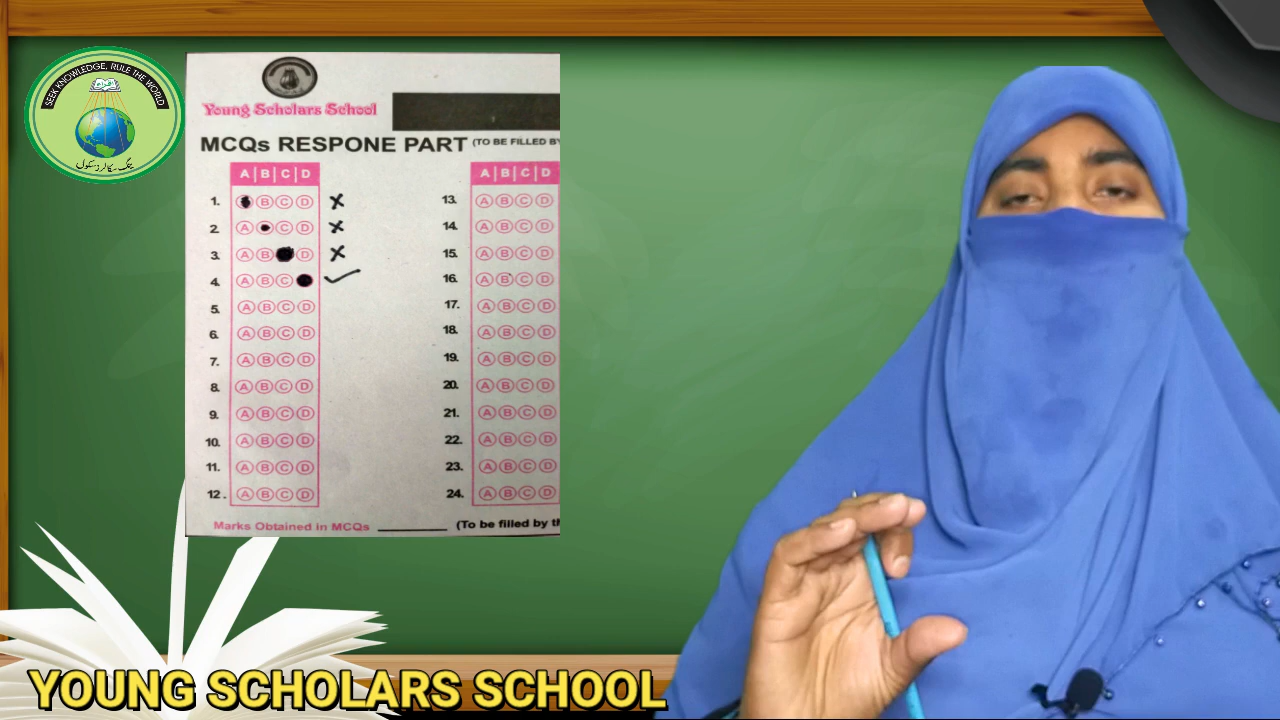 SEEK KNOWLEDGE, RULE THE WORLD
ینگ سکالرز سکول
Young Scholars School
MCQs RESPONE PART (TO BE FILLED BY
A|B|C|D A|B|C|D
1. A B C D 13. A B C D
2. A B C D 14. A B C D
3. A B C D 15. A B C D
4. A B C D 16. A B C D
5. A B C D 17. A B C D
6. A B C D 18. A B C D
7. A B C D 19. A B C D
8. A B C D 20. A B C D
9. A B C D 21. A B C D
10. A B C D 22. A B C D
11. A B C D 23. A B C D
12. A B C D 24. A B C D
Marks Obtained in MCQs ________ (To be filled by th
YOUNG SCHOLARS SCHOOL